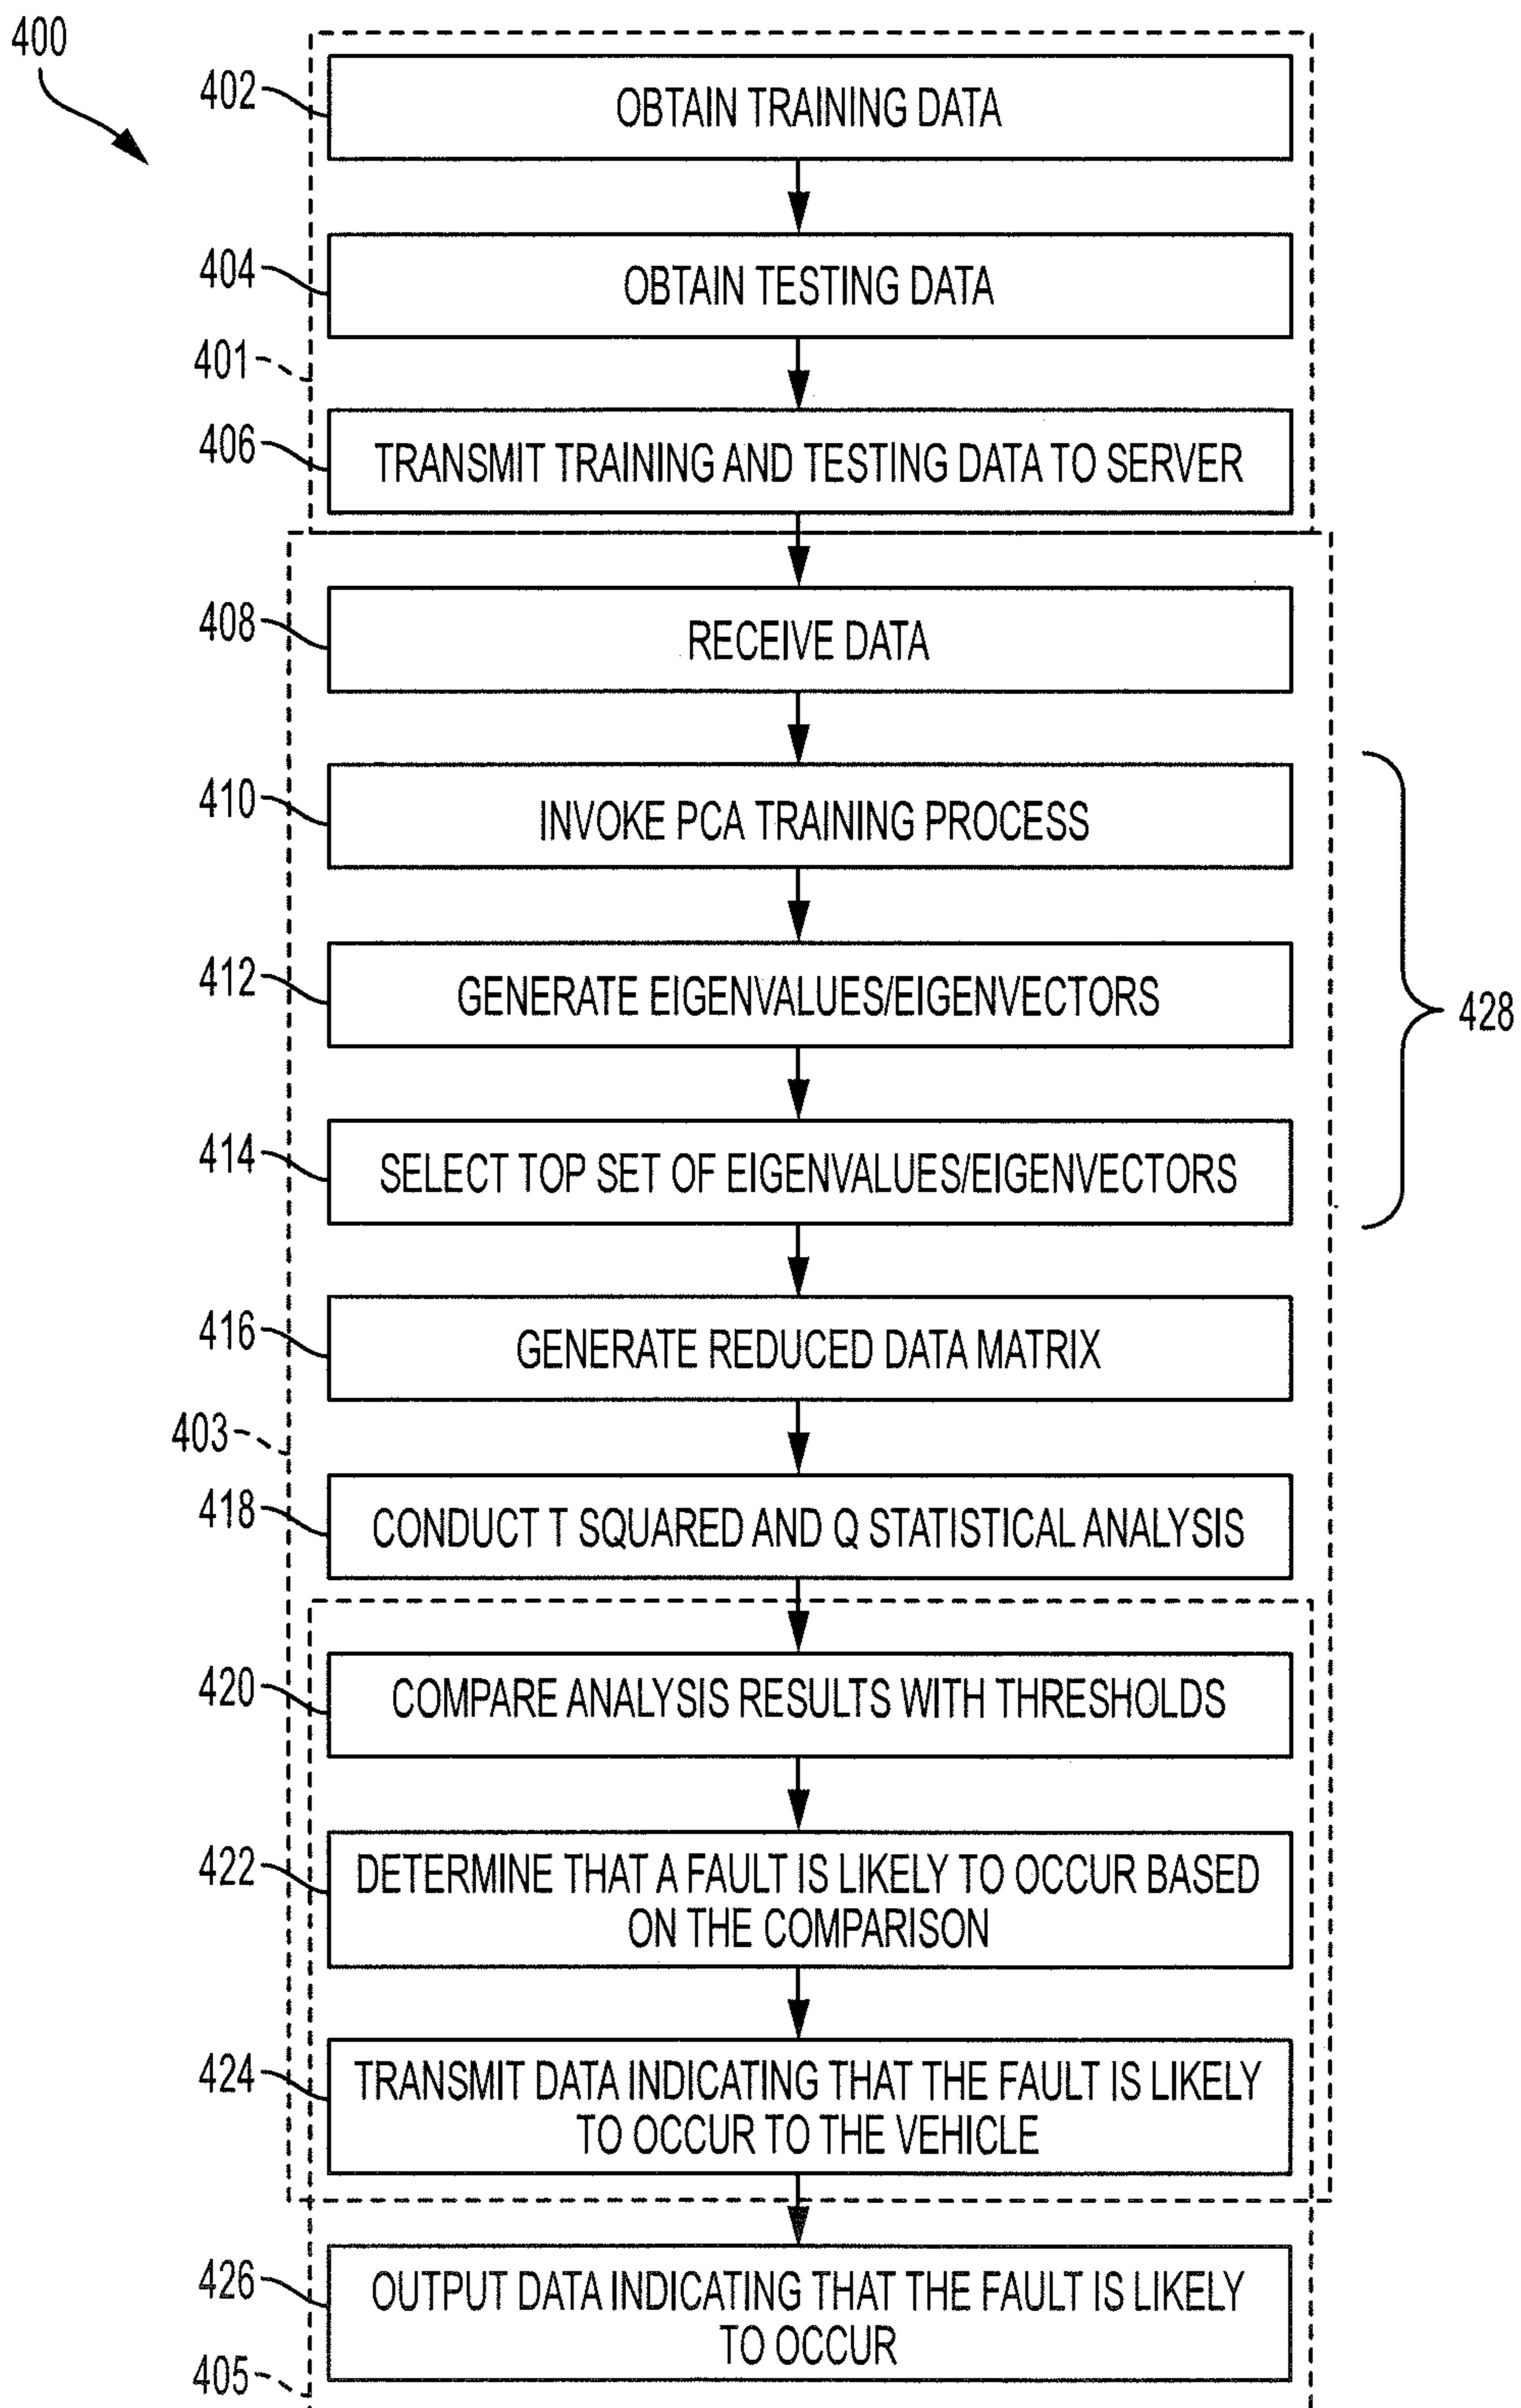 400
402
OBTAIN TRAINING DATA
404
OBTAIN TESTING DATA
401
406
TRANSMIT TRAINING AND TESTING DATA TO SERVER
408
RECEIVE DATA
410
INVOKE PCA TRAINING PROCESS
412
GENERATE EIGENVALUES/EIGENVECTORS
428
414
SELECT TOP SET OF EIGENVALUES/EIGENVECTORS
416
GENERATE REDUCED DATA MATRIX
403
418
CONDUCT T SQUARED AND Q STATISTICAL ANALYSIS
420
COMPARE ANALYSIS RESULTS WITH THRESHOLDS
422
DETERMINE THAT A FAULT IS LIKELY TO OCCUR BASED
ON THE COMPARISON
424
TRANSMIT DATA INDICATING THAT THE FAULT IS LIKELY
TO OCCUR TO THE VEHICLE
426
OUTPUT DATA INDICATING THAT THE FAULT IS LIKELY
TO OCCUR
405